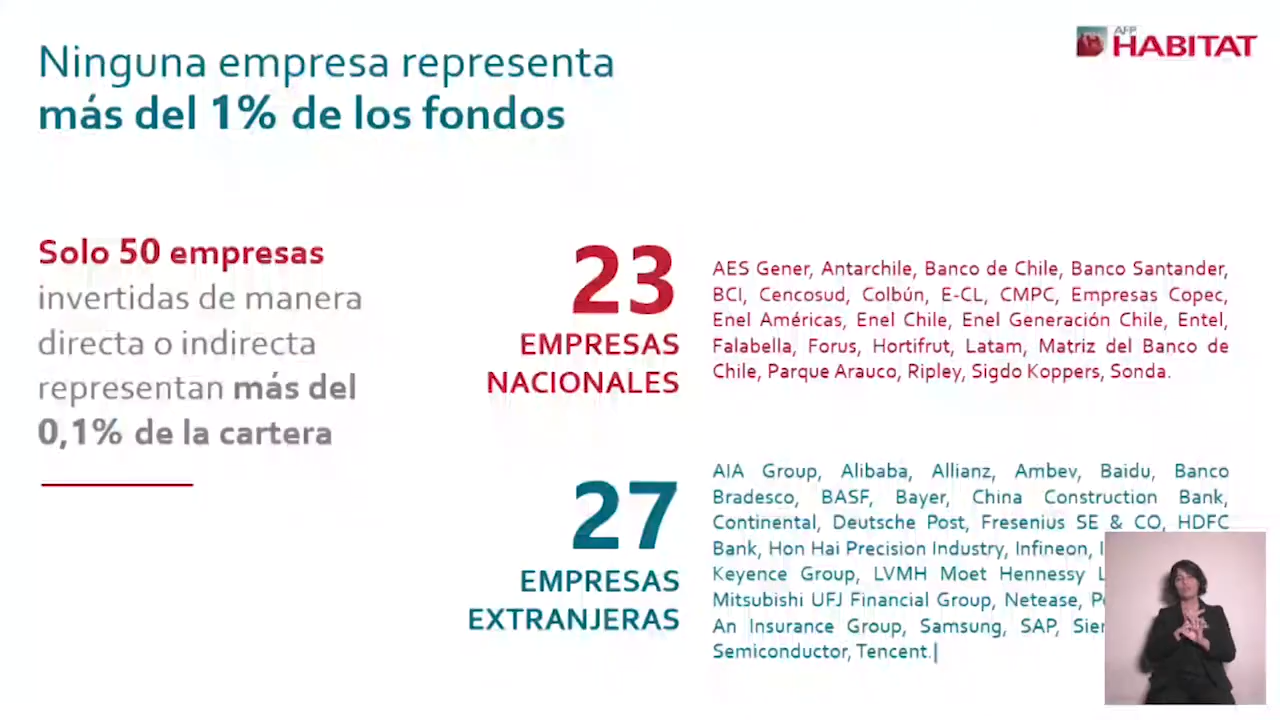 Ninguna empresa representa
más del 1% de los fondos
AFP
HABITAT
Solo 50 empresas
invertidas de manera
directa o indirecta
representan más del
0,1% de la cartera
23
EMPRESAS
NACIONALES
AES Gener, Antarchile, Banco de Chile, Banco Santander,
BCI, Cencosud, Colbún, E-CL, CMPC, Empresas Copec,
Enel Américas, Enel Chile, Enel Generación Chile, Entel,
Falabella, Forus, Hortifrut, Latam, Matriz del Banco de
Chile, Parque Arauco, Ripley, Sigdo Koppers, Sonda.
27
EMPRESAS
EXTRANJERAS
AIA Group, Alibaba, Allianz, Ambev, Baidu, Banco
Bradesco, BASF, Bayer, China Construction Bank,
Continental, Deutsche Post, Fresenius SE & CO, HDFC
Bank, Hon Hai Precision Industry, Infineon,
Keyence Group, LVMH Moet Hennessy
Mitsubishi UFJ Financial Group, Netease,
An Insurance Group, Samsung, SAP,
Semiconductor, Tencent.